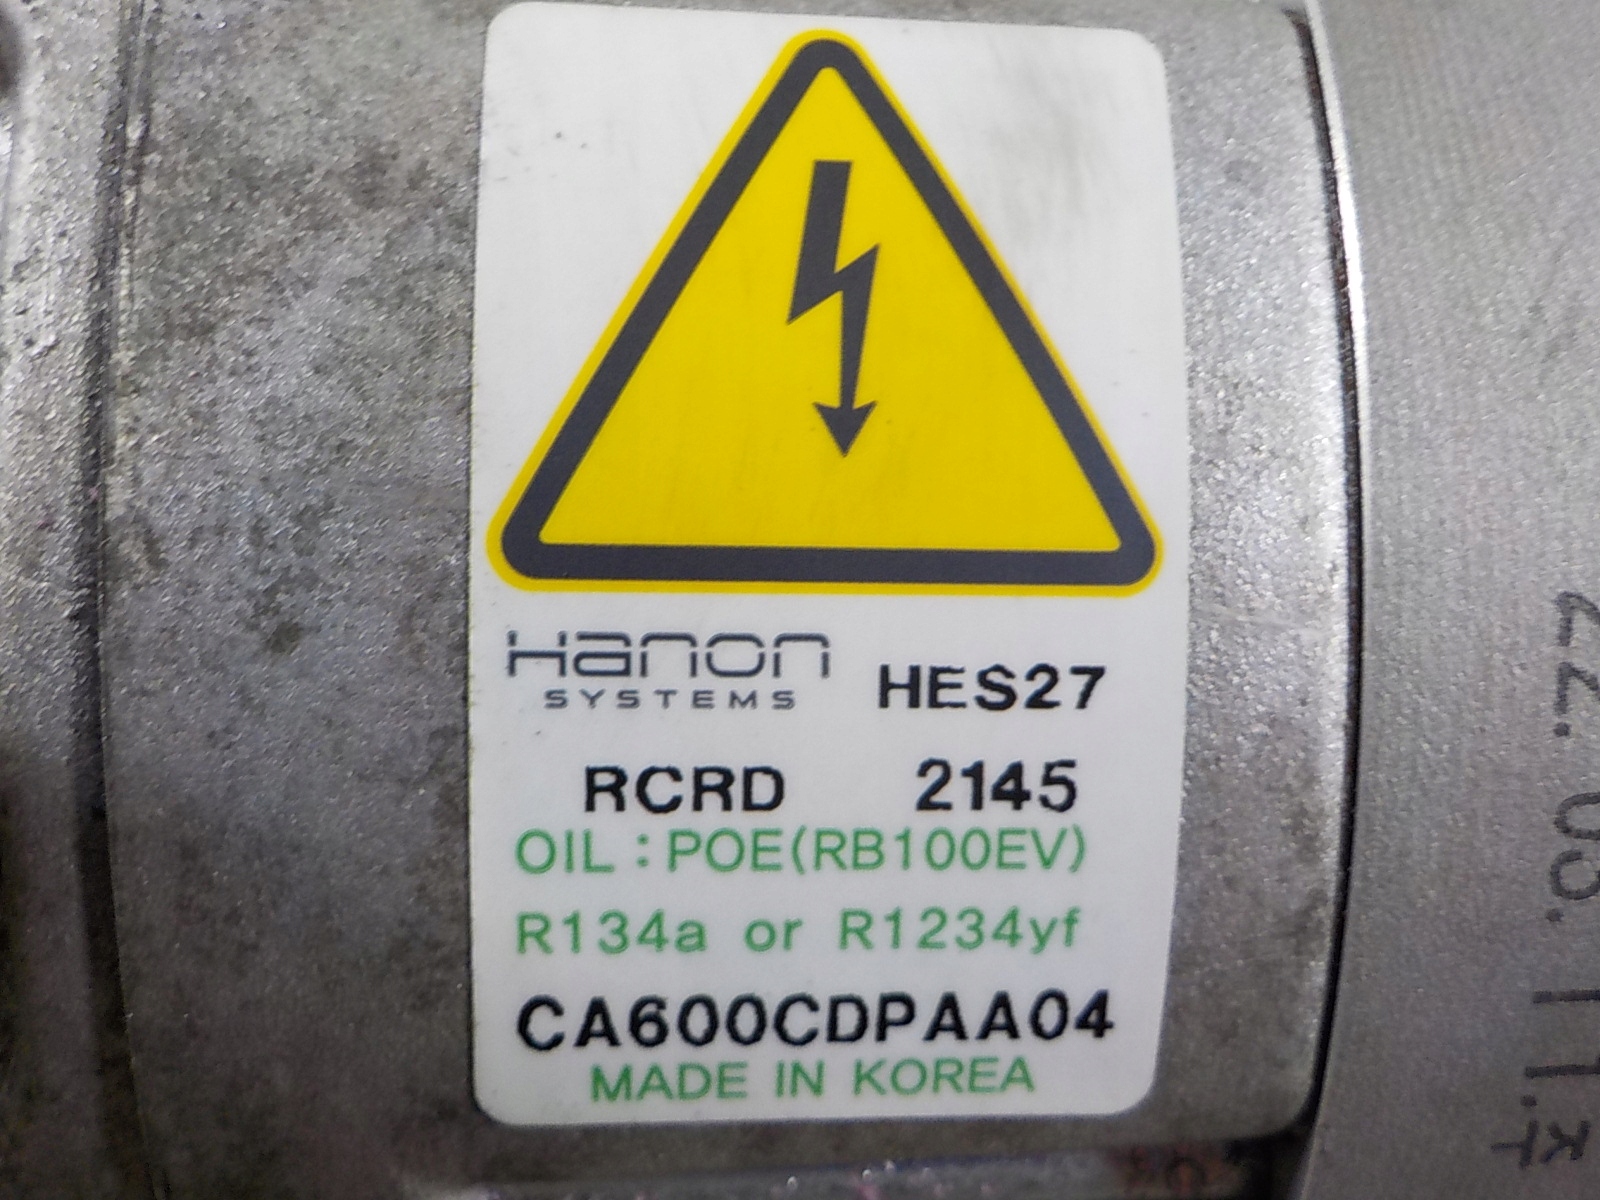 Hanon
SYSTEMS
HES27
RCRD 2145
OIL : POE(RB100EV)
R134a or R1234yf
CA600CDPAA04
MADE IN KOREA